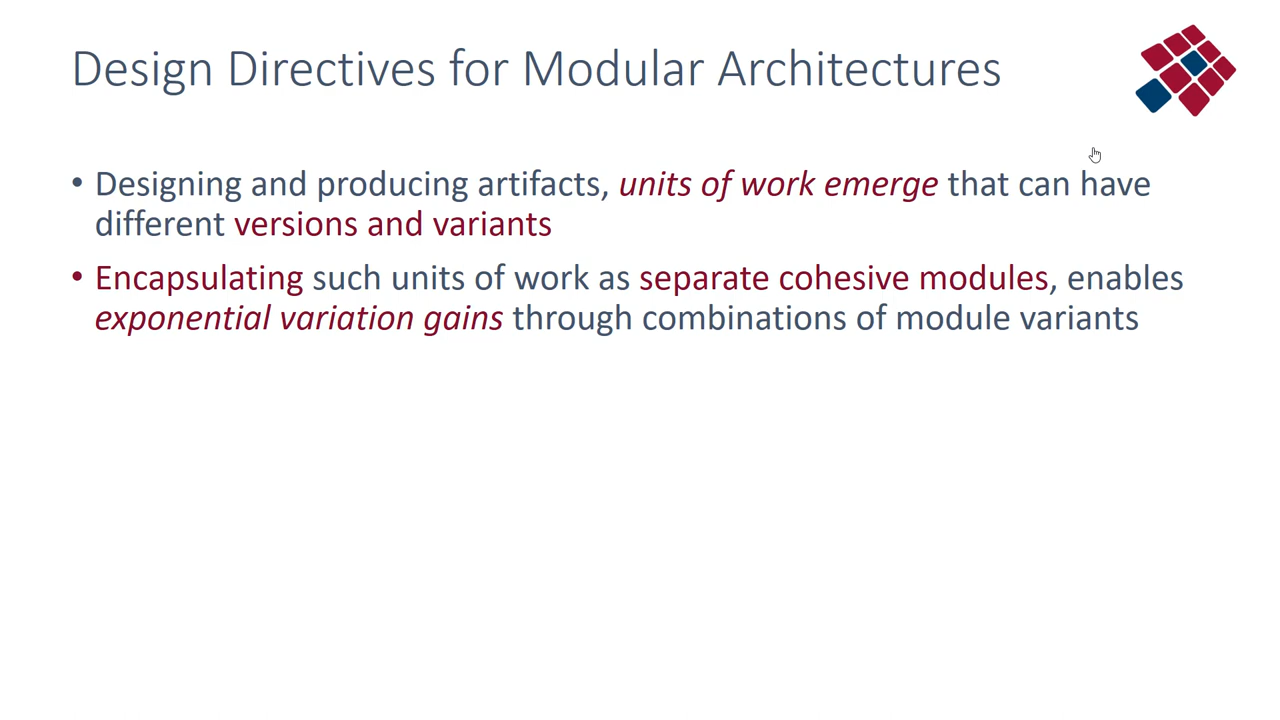 Design Directives for Modular Architectures
• Designing and producing artifacts, units of work emerge that can have
different versions and variants
• Encapsulating such units of work as separate cohesive modules, enables
exponential variation gains through combinations of module variants